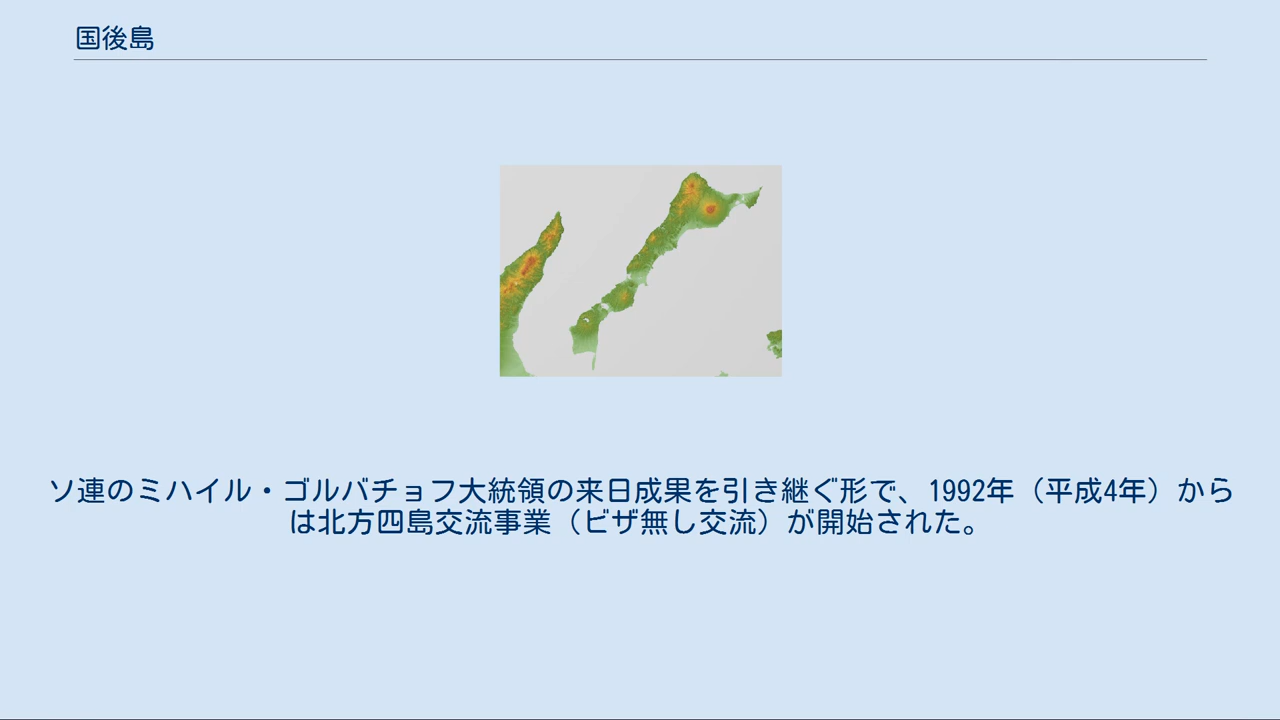 国後島
ソ連のミハイル・ゴルバチョフ大統領の来日成果を引き継ぐ形で、1992年（平成4年）から
は北方四島交流事業（ビザ無し交流）が開始された。